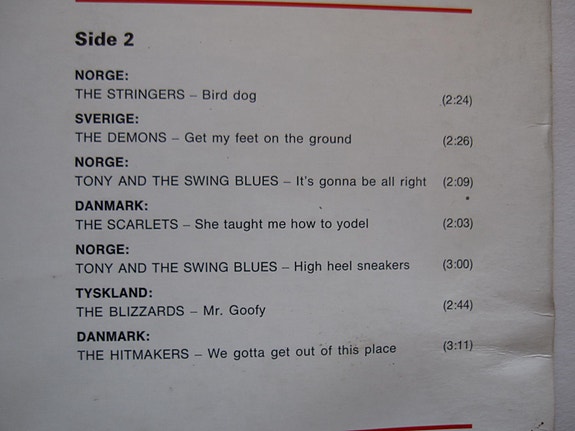 Side 2
NORGE:
THE STRINGERS – Bird dog (2:24)
SVERIGE:
THE DEMONS – Get my feet on the ground (2:26)
NORGE:
TONY AND THE SWING BLUES – It's gonna be all right (2:09)
DANMARK:
THE SCARLETS – She taught me how to yodel (2:03)
NORGE:
TONY AND THE SWING BLUES – High heel sneakers (3:00)
TYSKLAND:
THE BLIZZARDS – Mr. Goofy (2:44)
DANMARK:
THE HITMAKERS – We gotta get out of this place (3:11)